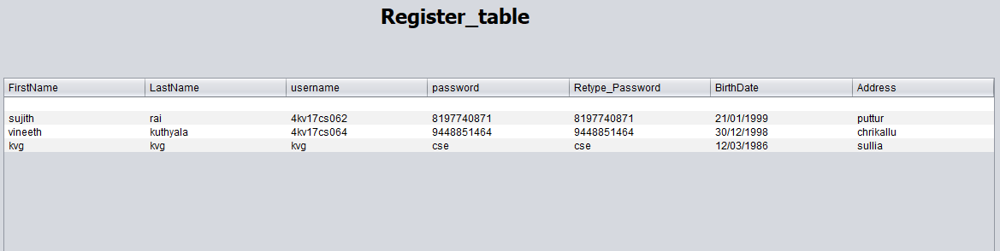 Register_table
FirstName LastName username password Retype_Password BirthDate Address
sujith rai 4kv17cs062 8197740871 8197740871 21/01/1999 puttur
vineeth kuthyala 4kv17cs064 9448851464 9448851464 30/12/1998 chrikallu
kvg kvg kvg cse cse 12/03/1986 sullia